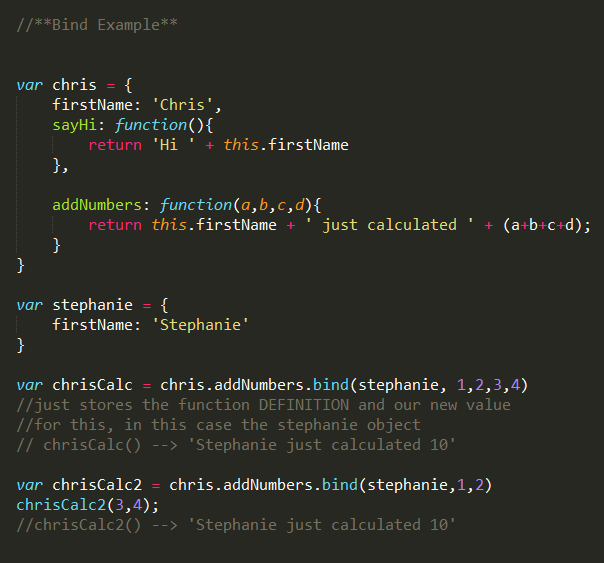 //**Bind Example**
var chris = {
firstName: 'Chris',
sayHi: function(){
return 'Hi ' + this.firstName
},
addNumbers: function(a,b,c,d){
return this.firstName + ' just calculated ' + (a+b+c+d);
}
}
var stephanie = {
firstName: 'Stephanie'
}
var chrisCalc = chris.addNumbers.bind(stephanie, 1,2,3,4)
//just stores the function DEFINITION and our new value
//for this, in this case the stephanie object
// chrisCalc() --> 'Stephanie just calculated 10'
var chrisCalc2 = chris.addNumbers.bind(stephanie,1,2)
chrisCalc2(3,4);
//chrisCalc2() --> 'Stephanie just calculated 10'